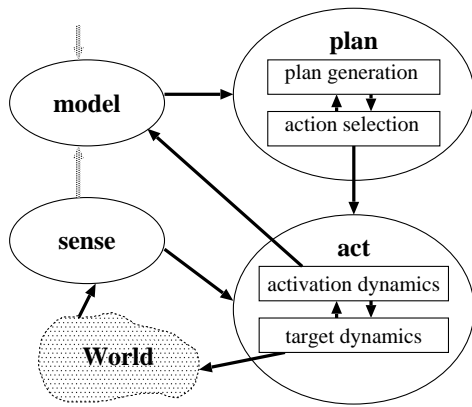 plan
plan generation
action selection
model
sense
act
activation dynamics
target dynamics
World